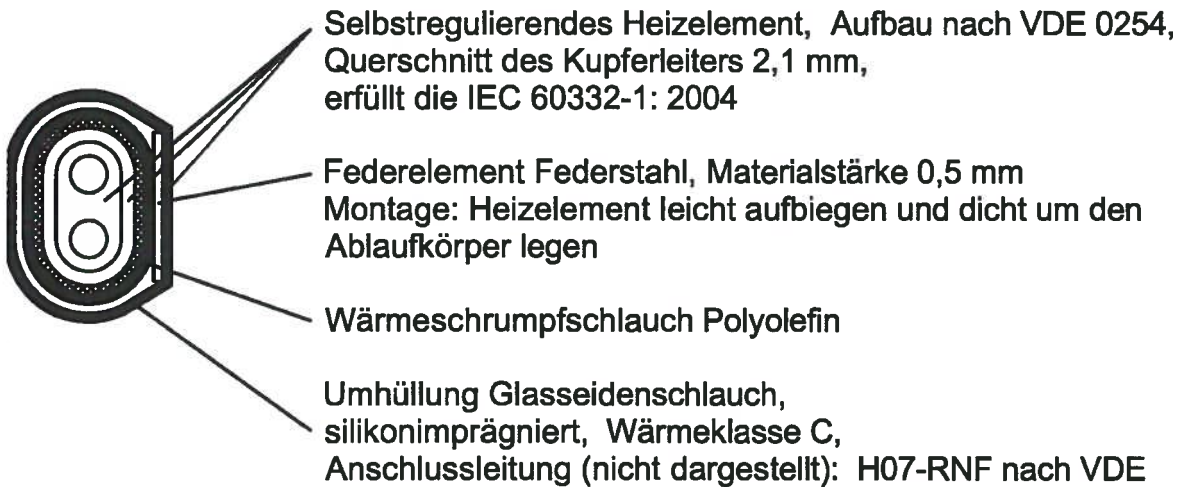 Selbstregulierendes Heizelement, Aufbau nach VDE 0254,
Querschnitt des Kupferleiters 2,1 mm,
erfüllt die IEC 60332-1: 2004
Federelement Federstahl, Materialstärke 0,5 mm
Montage: Heizelement leicht aufbiegen und dicht um den
Ablaufkörper legen
Wärmeschrumpfschlauch Polyolefin
Umhüllung Glasseidenschlauch,
silikonimprägniert, Wärmeklasse C,
Anschlussleitung (nicht dargestellt): H07-RNF nach VDE